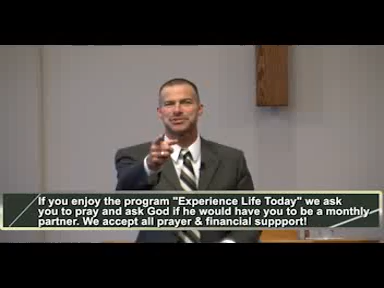 If you enjoy the program "Experience Life Today" we ask
you to pray and ask God if he would have you to be a monthly
partner. We accept all prayer & financial suppport!